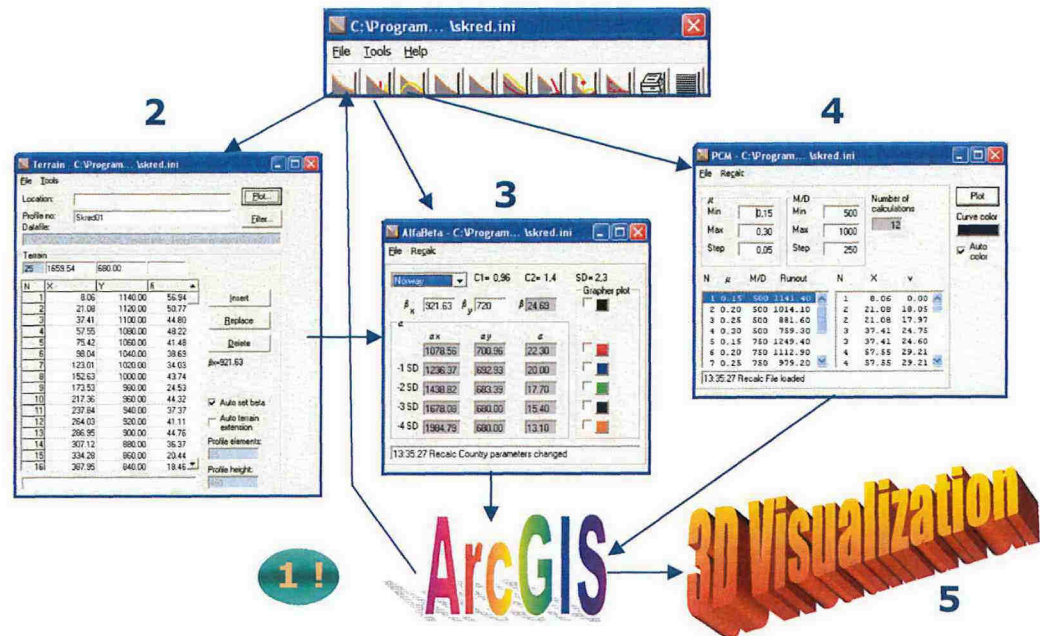 C:\Program... \skred.ini
File Tools Help
2
Terrain - C:\Program... \skred.ini
File Tools
Location:
Plot...
Profile no: Skred01
Filter...
Datafile:
Terrain
25 1659.54 680.00
N X Y
1 8.06 1140.00 56.94
2 21.08 1120.00 50.77
3 37.41 1100.00 44.80
4 57.55 1080.00 48.22
5 75.42 1060.00 41.48
6 98.04 1040.00 38.69
7 123.01 1020.00 34.03
8 152.63 1000.00 43.74
9 173.53 960.00 24.53
10 217.36 960.00 44.32
11 237.84 940.00 37.37
12 264.03 920.00 41.11
13 286.95 900.00 44.76
14 307.12 880.00 36.37
15 334.28 860.00 20.44
16 387.95 840.00 18.46
Insert
Replace
Delete
βx=921.63
Auto set beta
Auto terrain
extension
Profile elements:
Profile height:
3
AlfaBeta - C:\Program... \skred.ini
File Recalc
Norway C1= 0,96 C2= 1,4 SD= 2,3
βx 921.63 βy 720 β 24.69
Grapher plot
α
αx αy α
1078.56 700.96 22.30
-1 SD 1236.37 692.93 20.00
-2 SD 1438.82 683.39 17.70
-3 SD 1678.08 680.00 15.40
-4 SD 1984.79 680.00 13.10
13:35:27 Recalc Country parameters changed
4
PCM - C:\Program... \skred.ini
File Recalc
μ
Min 0,15
Max 0,30
Step 0,05
M/D
Min 500
Max 1000
Step 250
Number of
calculations
12
Plot
Curve color
Auto
color
N μ M/D Runout
1 0.15 500 1141.40
2 0.20 500 1014.10
3 0.25 500 881.60
4 0.30 500 759.30
5 0.15 750 1249.40
6 0.20 750 1112.90
7 0.25 750 979.20
N X v
1 8.06 0.00
2 21.08 18.05
2 21.08 17.97
3 37.41 24.75
3 37.41 24.60
4 57.55 29.21
4 57.55 29.21
13:35:27 Recalc File loaded
1 !
ArcGIS
3D Visualization
5